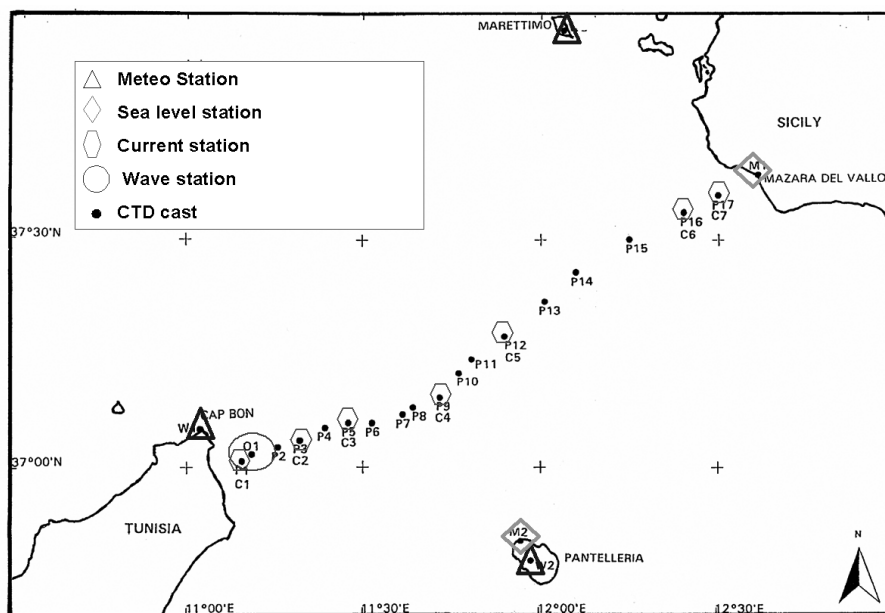 MARETTIMO
Meteo Station
Sea level station
Current station
Wave station
CTD cast
SICILY
M
MAZARA DEL VALLO
P17
C7
P16
C6
37°30'N
P15
P14
P13
P12
C5
P11
P10
P9
C4
P8
P7
P6
P5
C3
P4
P3
C2
P2
O1
C1
CAP BON
W1
37°00'N
TUNISIA
M2
PANTELLERIA
N
11°00'E
11°30'E
12°00'E
12°30'E